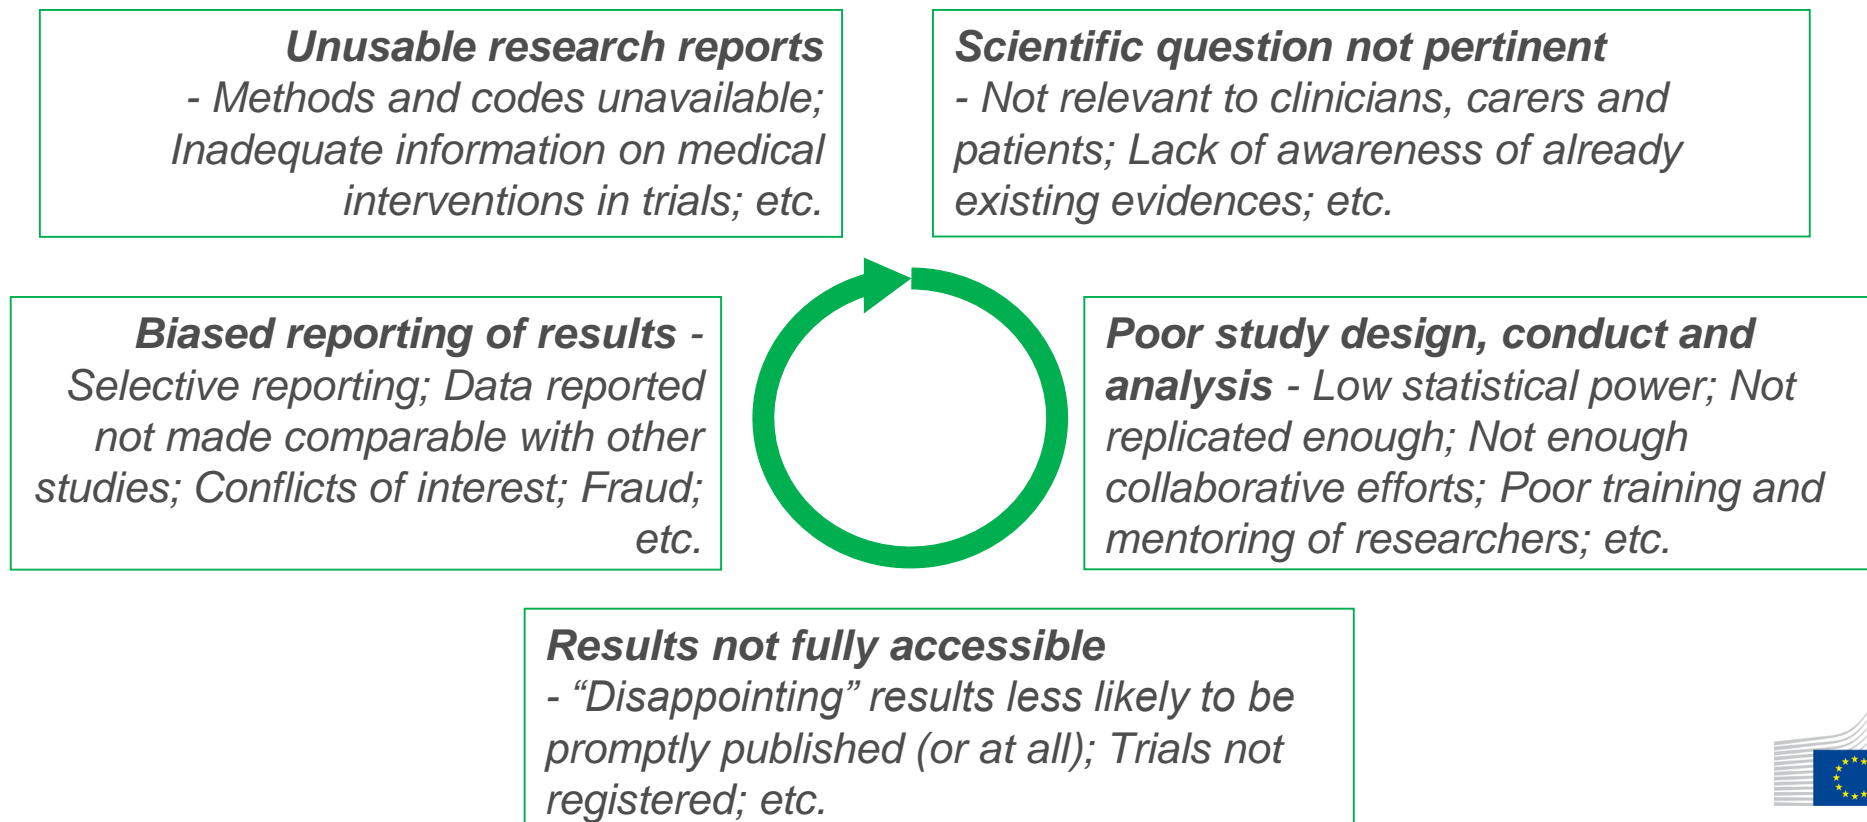 Unusable research reports
- Methods and codes unavailable;
Inadequate information on medical
interventions in trials; etc.
Scientific question not pertinent
- Not relevant to clinicians, carers and
patients; Lack of awareness of already
existing evidences; etc.
Biased reporting of results -
Selective reporting; Data reported
not made comparable with other
studies; Conflicts of interest; Fraud;
etc.
Poor study design, conduct and
analysis - Low statistical power; Not
replicated enough; Not enough
collaborative efforts; Poor training and
mentoring of researchers; etc.
Results not fully accessible
- “Disappointing” results less likely to be
promptly published (or at all); Trials not
registered; etc.